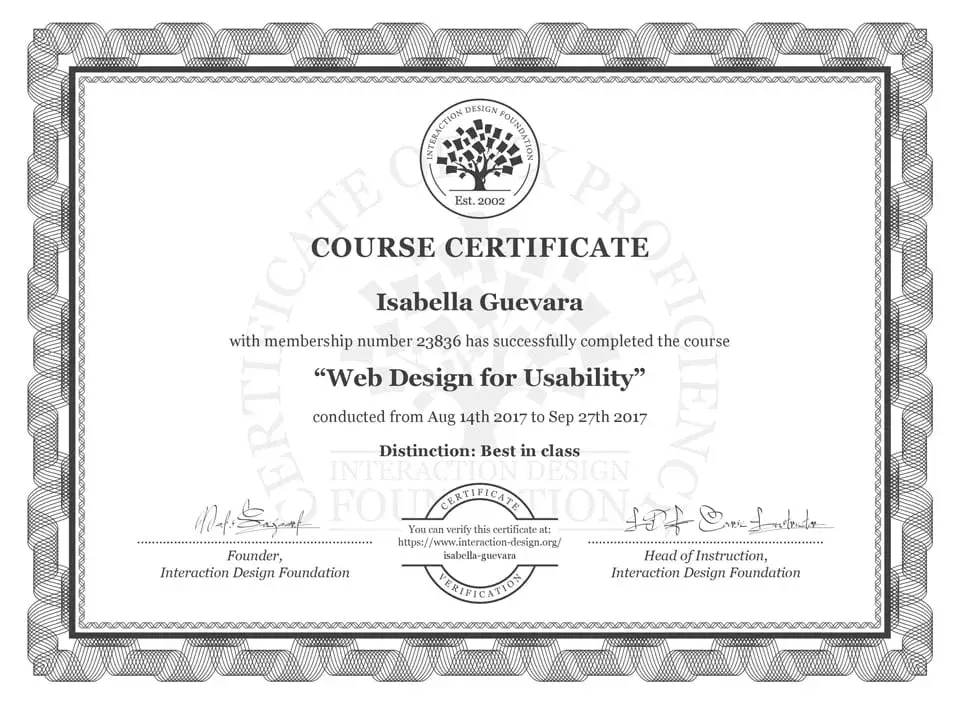 INTERACTION DESIGN FOUNDATION
Est. 2002
CERTIFICATE OF IXDF PROFICIENCY
COURSE CERTIFICATE
Isabella Guevara
with membership number 23836 has successfully completed the course
“Web Design for Usability”
conducted from Aug 14th 2017 to Sep 27th 2017
Distinction: Best in class
INTERACTION DESIGN
FOUNDATION
CERTIFICATE
You can verify this certificate at:
https://www.interaction-design.org/
isabella-guevara
VERIFICATION
Founder,
Interaction Design Foundation
Head of Instruction,
Interaction Design Foundation